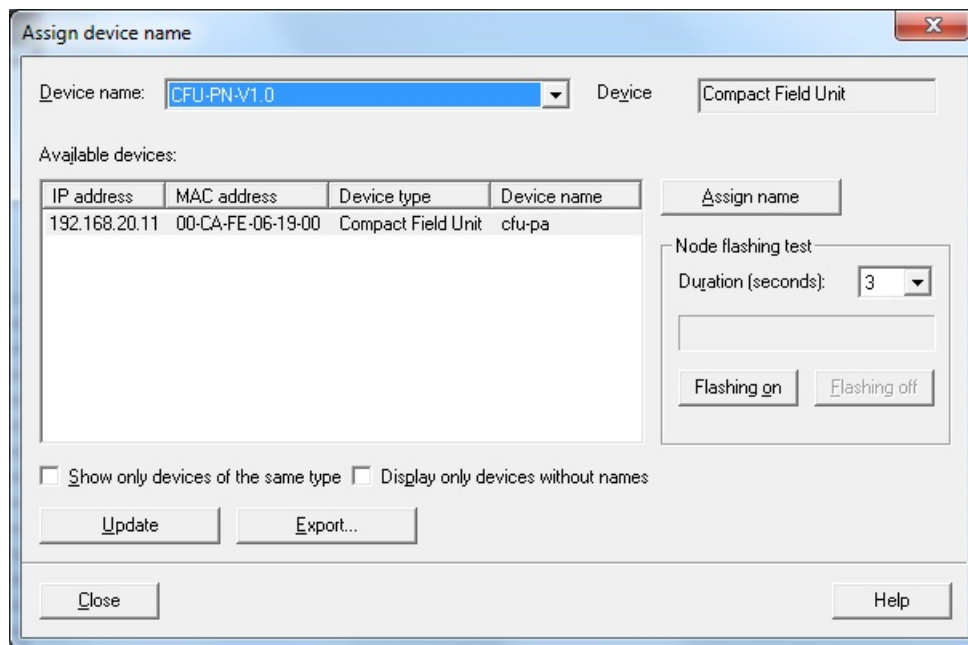 Assign device name
Device name: CFU-PN-V1.0 Device Compact Field Unit
Available devices:
IP address MAC address Device type Device name
192.168.20.11 00-CA-FE-06-19-00 Compact Field Unit cfu-pa
Assign name
Node flashing test
Duration (seconds): 3
Flashing on Flashing off
Show only devices of the same type Display only devices without names
Update Export...
Close Help